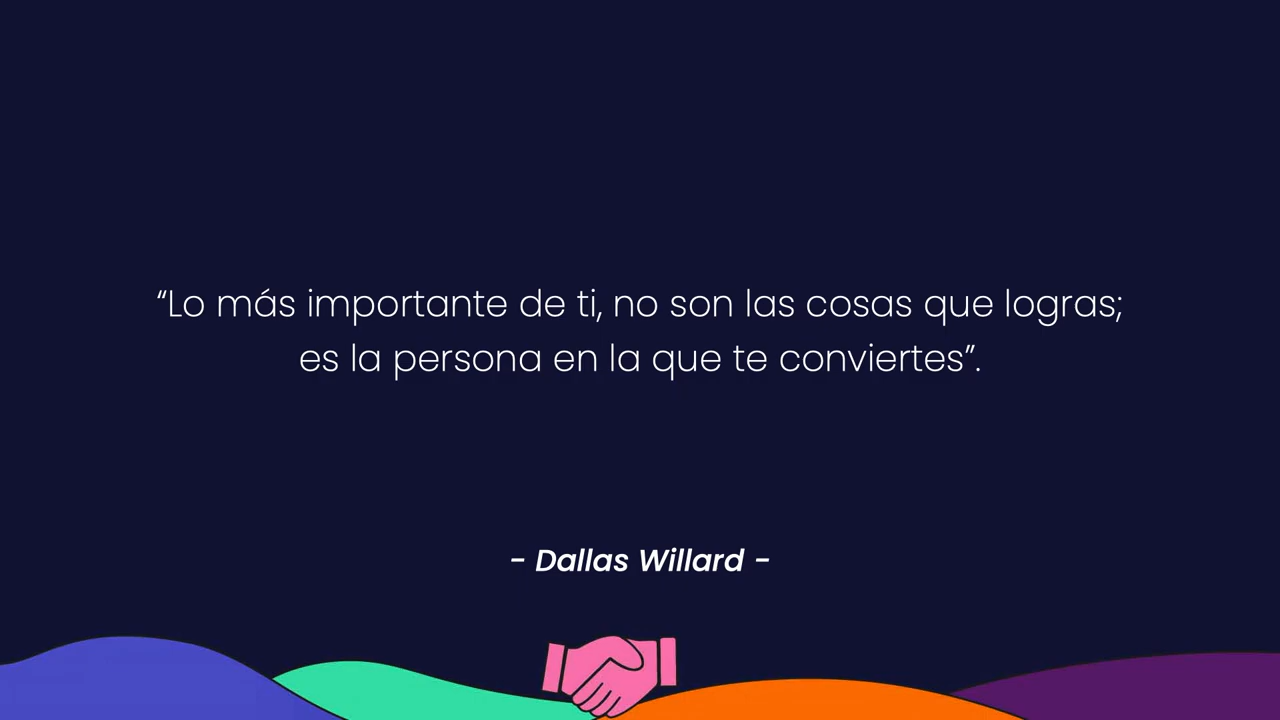 “Lo más importante de ti, no son las cosas que logras;
es la persona en la que te conviertes”.
- Dallas Willard -